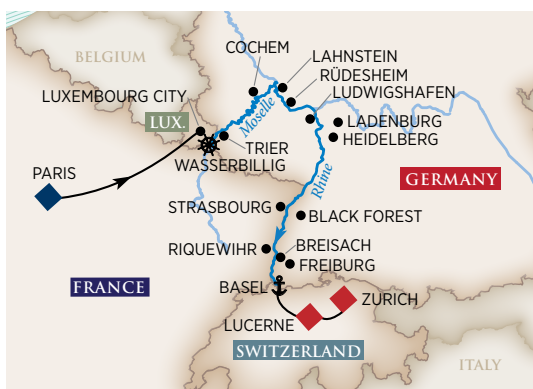 BELGIUM
COCHEM
LAHNSTEIN
RÜDESHEIM
LUDWIGSHAFEN
LUXEMBOURG CITY
LUX.
Moselle
LADENBURG
HEIDELBERG
TRIER
WASSERBILLIG
PARIS
Rhine
GERMANY
STRASBOURG
BLACK FOREST
RIQUEWIHR
BREISACH
FREIBURG
FRANCE
BASEL
ZURICH
LUCERNE
SWITZERLAND
ITALY